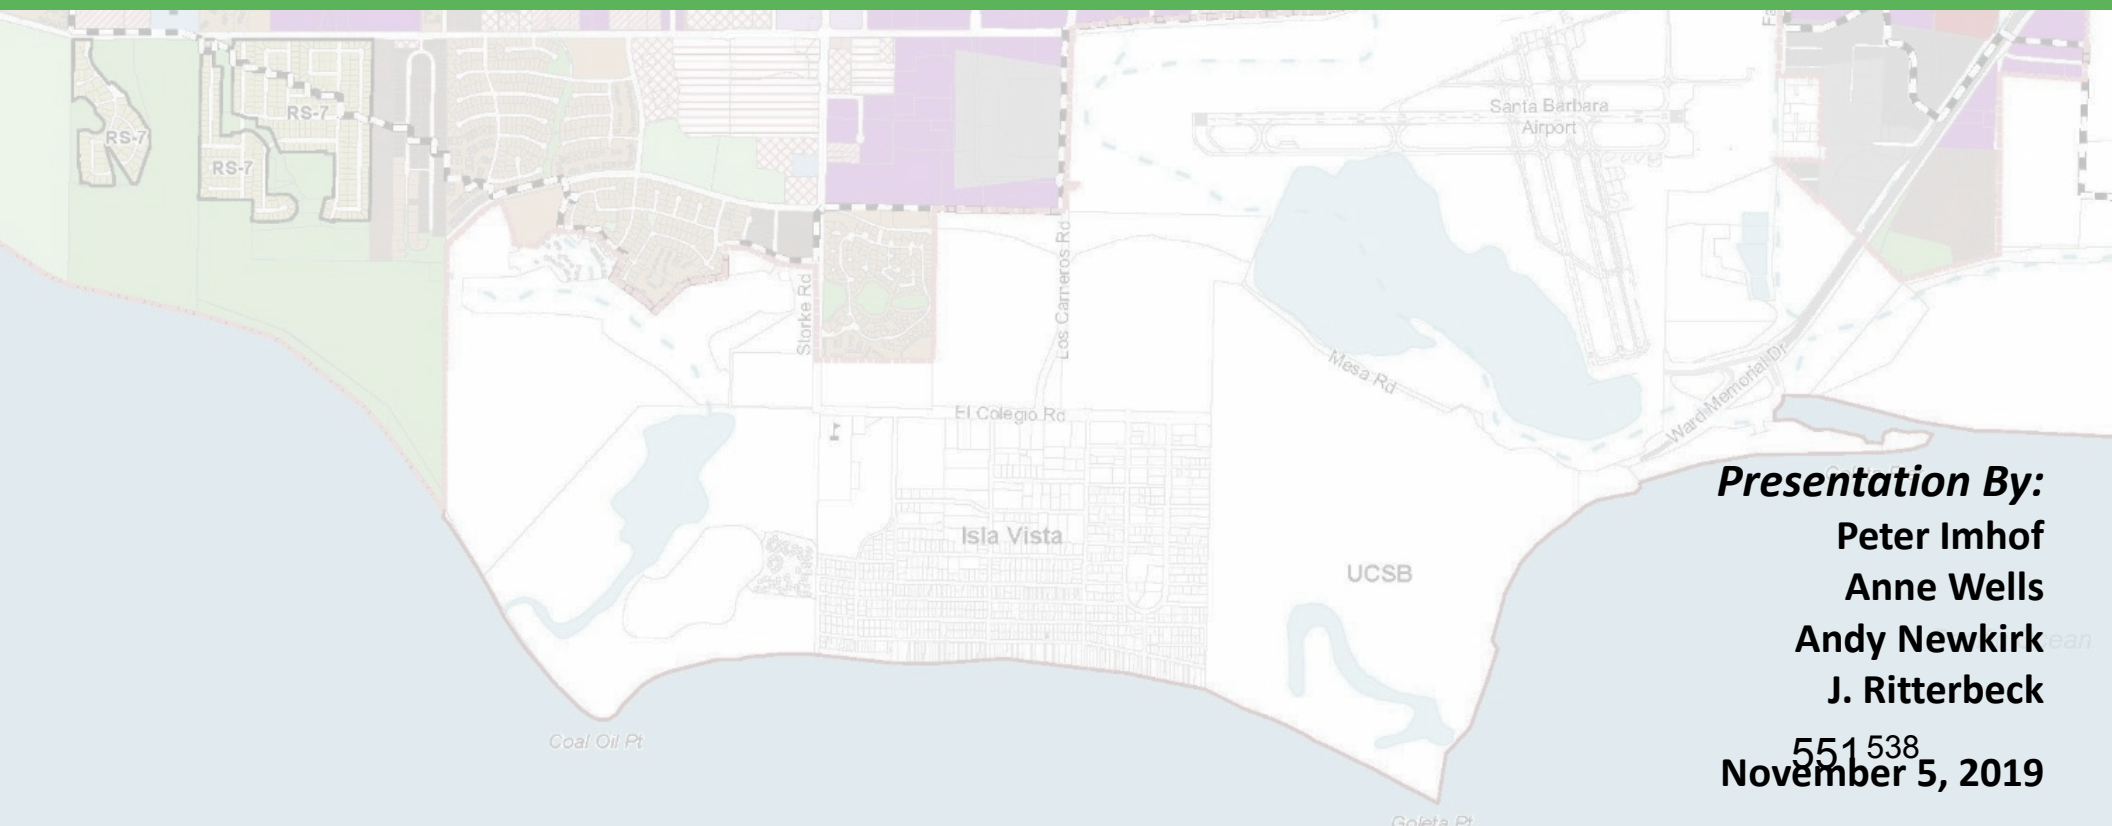 RS-7
RS-7
RS-7
Santa Barbara
Airport
Storke Rd
Los Carneros Rd
Mesa Rd
Ward Memorial Dr
El Colegio Rd
Isla Vista
UCSB
Coal Oil Pt
Goleta Pt
Presentation By:
Peter Imhof
Anne Wells
Andy Newkirk
J. Ritterbeck
551 538
November 5, 2019